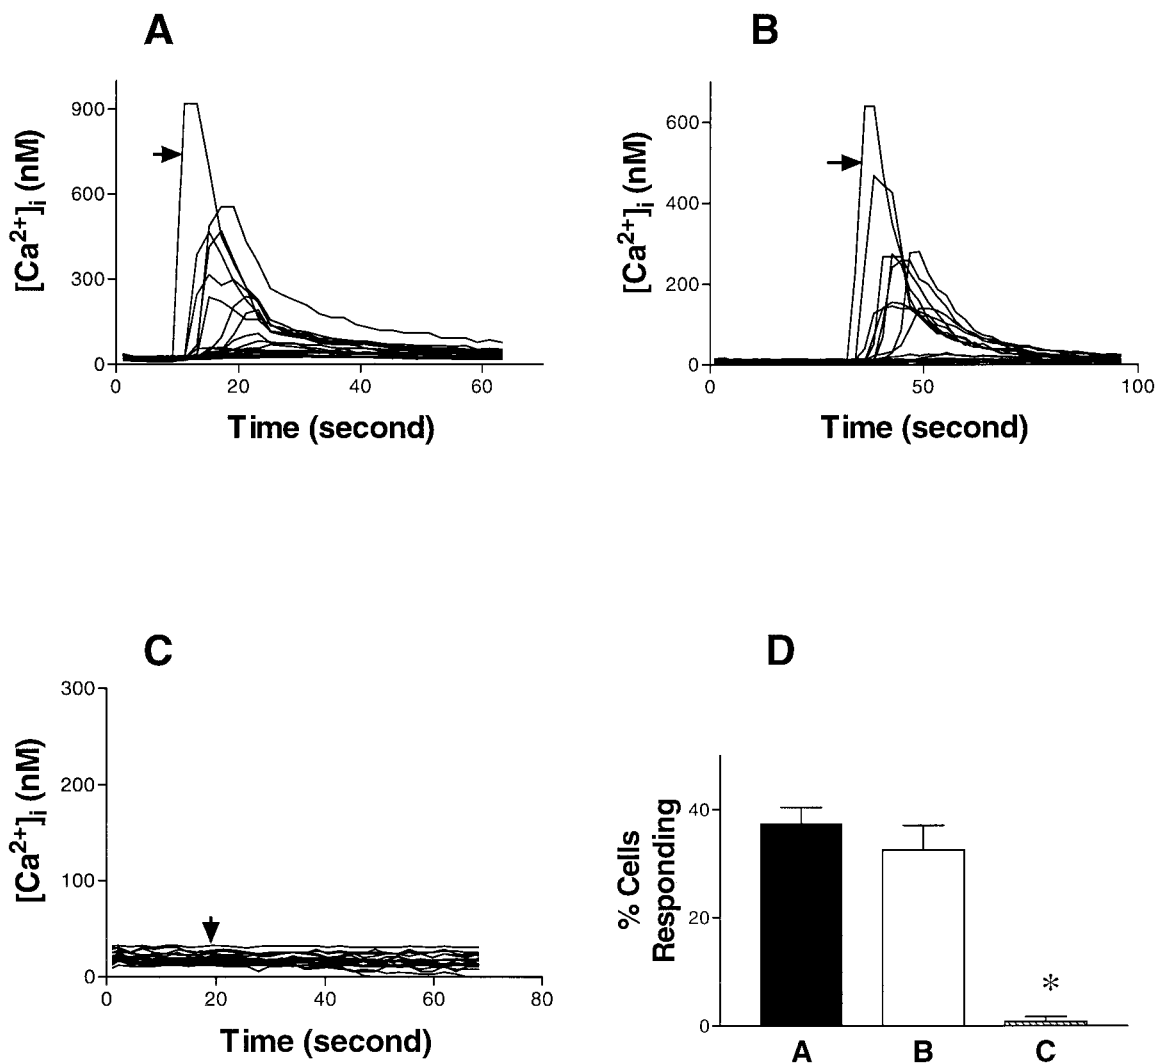 A
[Ca²⁺]ᵢ (nM)
900
600
300
0
0 20 40 60
Time (second)
B
[Ca²⁺]ᵢ (nM)
600
400
200
0
0 50 100
Time (second)
C
[Ca²⁺]ᵢ (nM)
300
200
100
0
0 20 40 60 80
Time (second)
D
% Cells
Responding
40
20
0
*
A B C